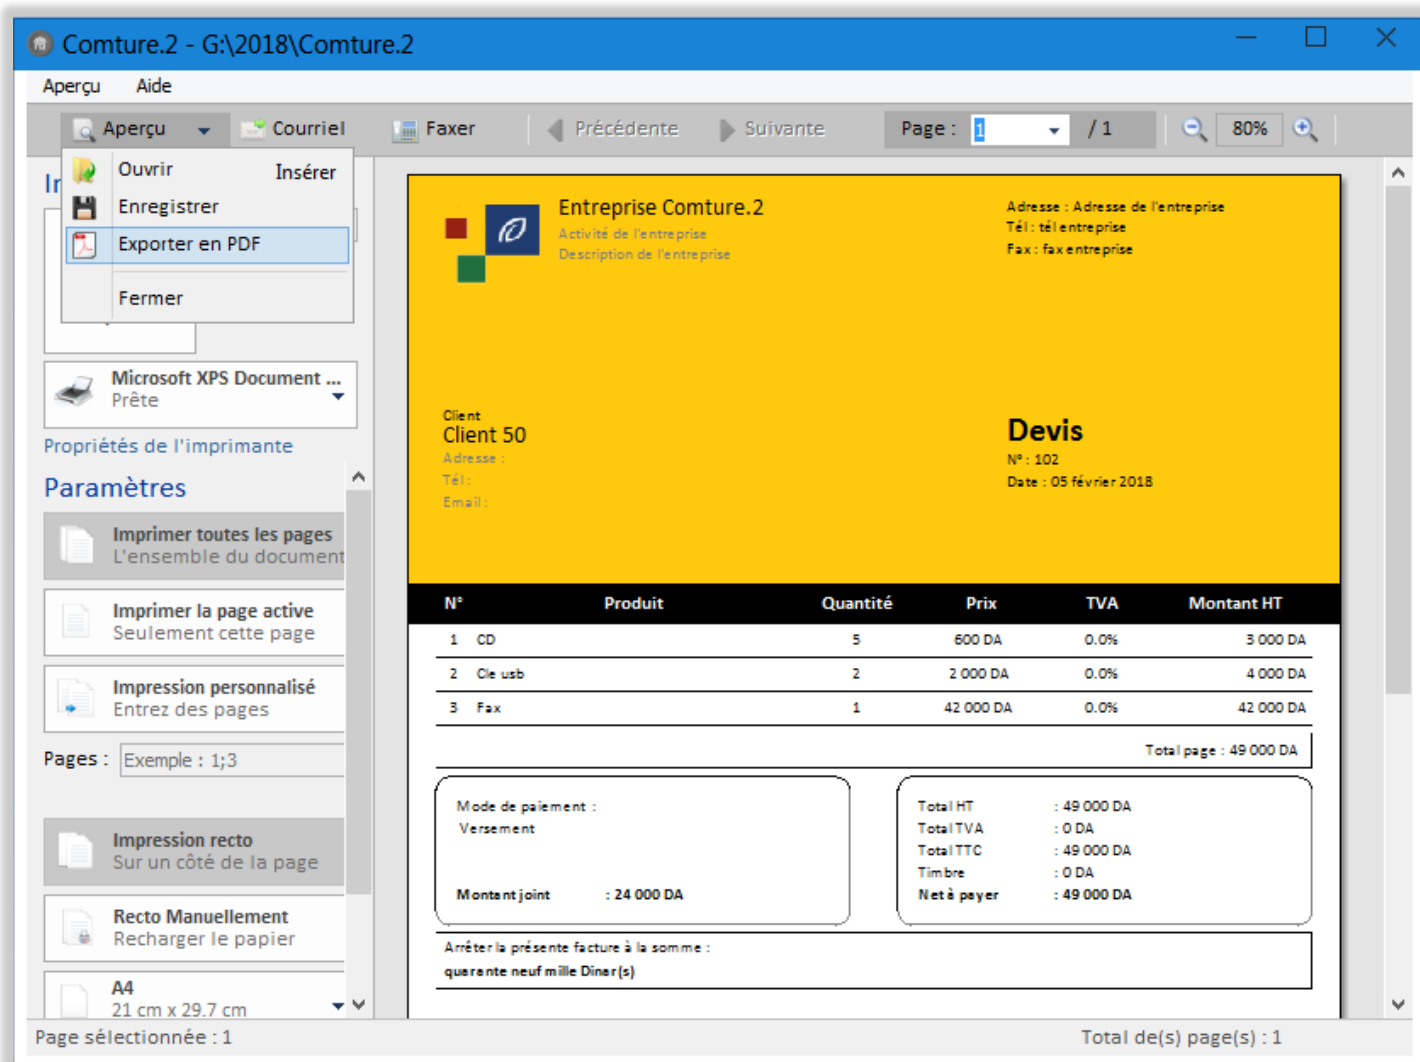 Comture.2 - G:\2018\Comture.2
Aperçu Aide
Aperçu Courriel Faxer Précédente Suivante Page : 1 / 1 80%
Ouvrir Insérer
Enregistrer
Exporter en PDF
Fermer
Microsoft XPS Document ...
Prête
Propriétés de l'imprimante
Paramètres
Imprimer toutes les pages
L'ensemble du document
Imprimer la page active
Seulement cette page
Impression personnalisé
Entrez des pages
Pages : Exemple : 1;3
Impression recto
Sur un côté de la page
Recto Manuellement
Recharger le papier
A4
21 cm x 29.7 cm
Entreprise Comture.2
Activité de l'entreprise
Description de l'entreprise
Adresse : Adresse de l'entreprise
Tél : tél entreprise
Fax : fax entreprise
Client
Client 50
Adresse :
Tél :
Email :
Devis
N° : 102
Date : 05 février 2018
N° Produit Quantité Prix TVA Montant HT
1 CD 5 600 DA 0.0% 3 000 DA
2 Cle usb 2 2 000 DA 0.0% 4 000 DA
3 Fax 1 42 000 DA 0.0% 42 000 DA
Total page : 49 000 DA
Mode de paiement :
Versement
Montant joint : 24 000 DA
Total HT : 49 000 DA
Total TVA : 0 DA
Total TTC : 49 000 DA
Timbre : 0 DA
Net à payer : 49 000 DA
Arrêter la présente facture à la somme :
quarante neuf mille Dinar(s)
Page sélectionnée : 1 Total de(s) page(s) : 1